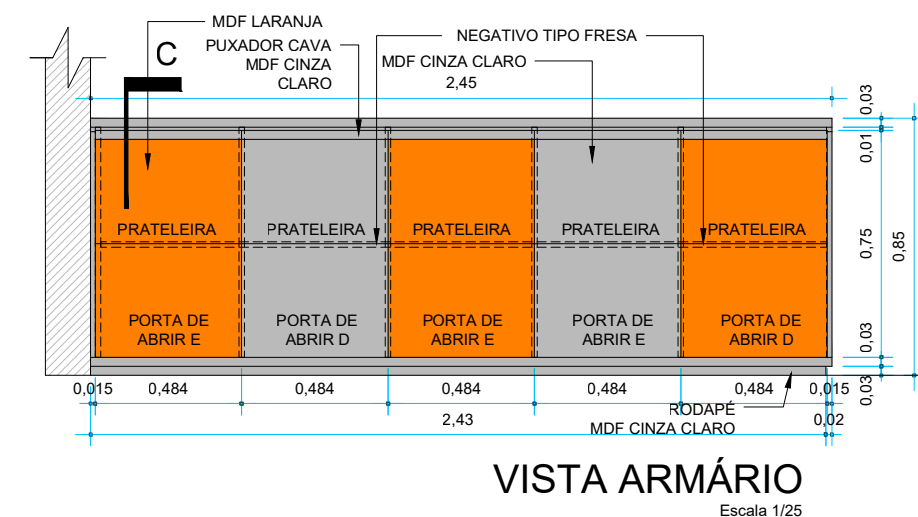 MDF LARANJA
PUXADOR CAVA
MDF CINZA
CLARO
C
NEGATIVO TIPO FRESA
MDF CINZA CLARO
2,45
0,03
0,01
0,75
0,85
0,03
0,03
PRATELEIRA
PRATELEIRA
PRATELEIRA
PRATELEIRA
PRATELEIRA
PORTA DE
ABRIR E
PORTA DE
ABRIR D
PORTA DE
ABRIR E
PORTA DE
ABRIR E
PORTA DE
ABRIR D
0,015
0,484
0,484
0,484
0,484
0,484
0,015
2,43
0,02
RODAPÉ
MDF CINZA CLARO
VISTA ARMÁRIO
Escala 1/25